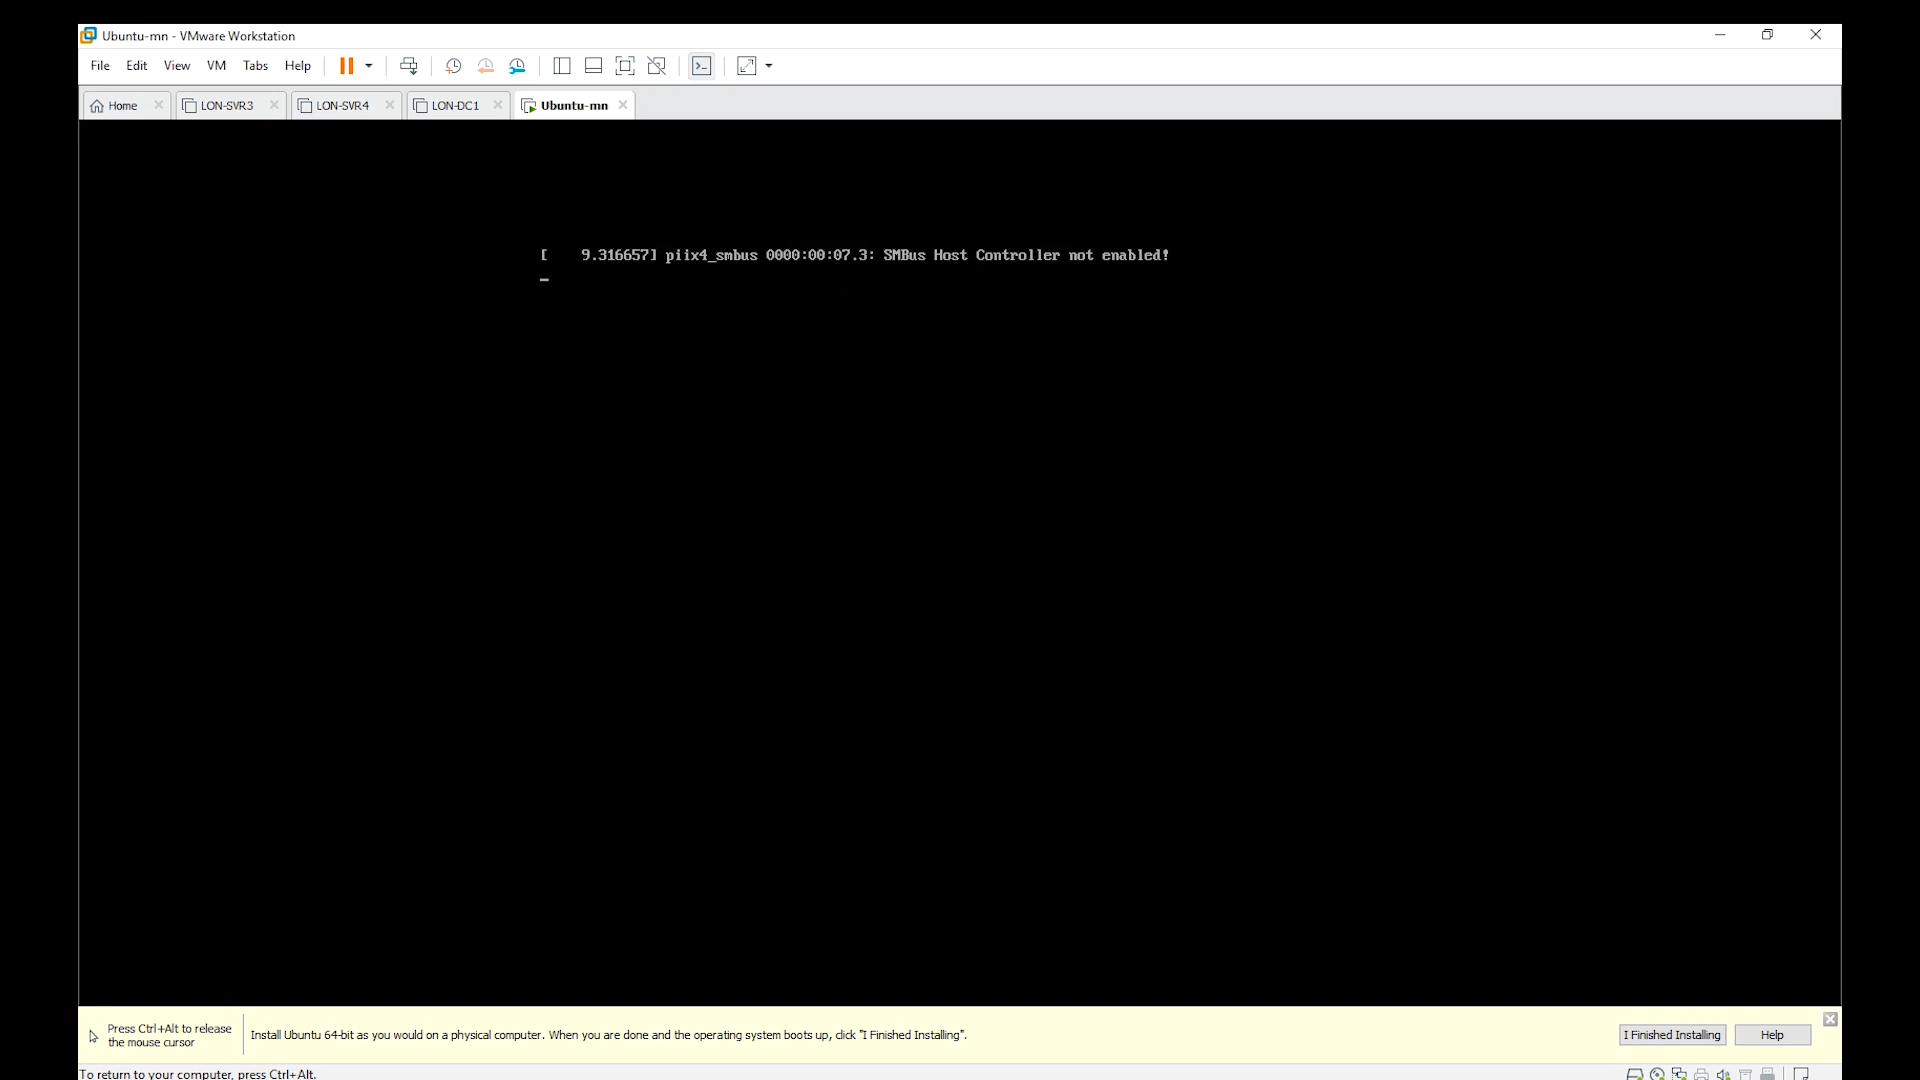 Ubuntu-mn - VMware Workstation
File Edit View VM Tabs Help
Home LON-SVR3 LON-SVR4 LON-DC1 Ubuntu-mn
[    9.316657] piix4_smbus 0000:00:07.3: SMBus Host Controller not enabled!
Press Ctrl+Alt to release
the mouse cursor
Install Ubuntu 64-bit as you would on a physical computer. When you are done and the operating system boots up, click "I Finished Installing".
I Finished Installing Help
To return to your computer, press Ctrl+Alt.